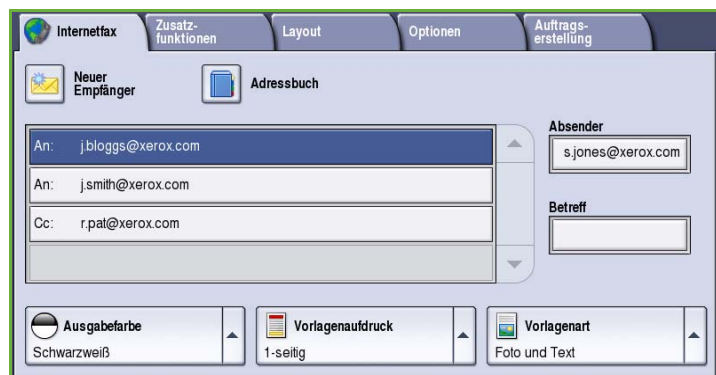 Internetfax
Zusatz-
funktionen
Layout
Optionen
Auftrags-
erstellung
Neuer
Empfänger
Adressbuch
An: j.bloggs@xerox.com
An: j.smith@xerox.com
Cc: r.pat@xerox.com
Absender
s.jones@xerox.com
Betreff
Ausgabefarbe
Schwarzweiß
Vorlagenaufdruck
1-seitig
Vorlagenart
Foto und Text